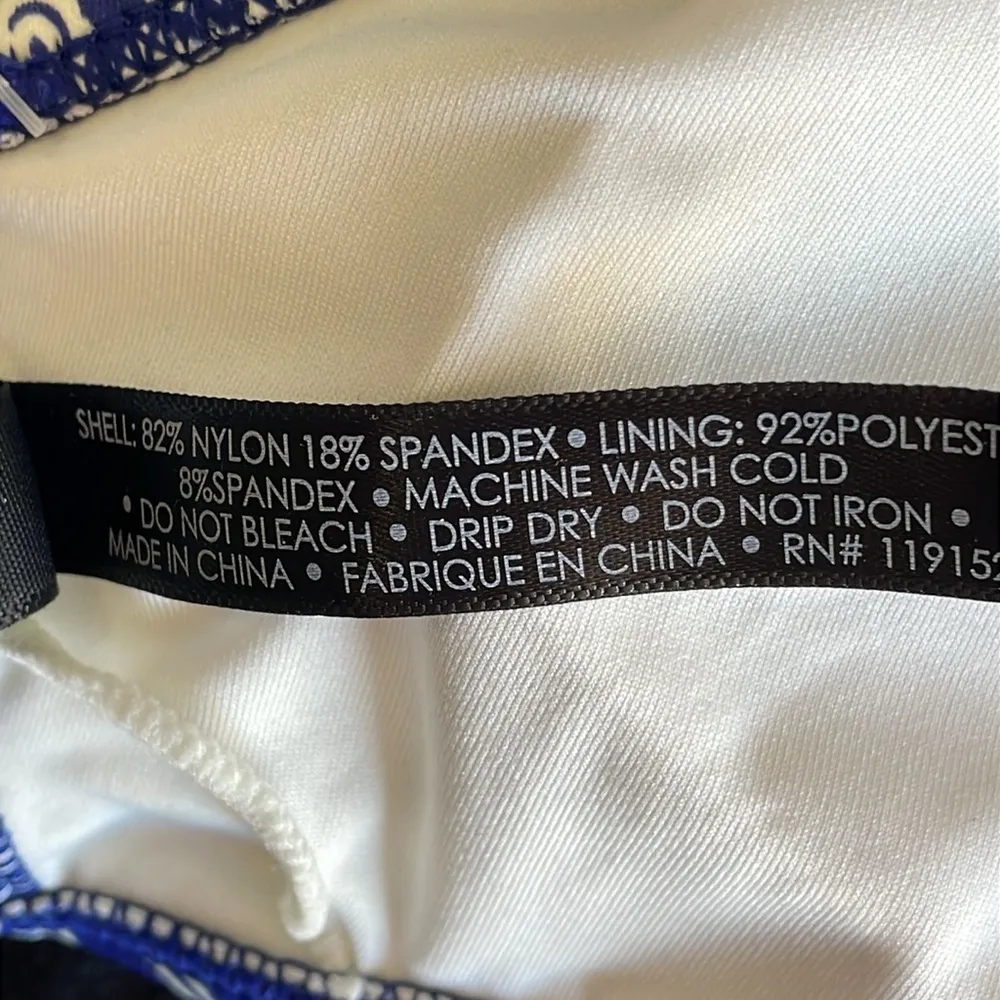 SHELL: 82% NYLON 18% SPANDEX • LINING: 92%POLYEST
8%SPANDEX • MACHINE WASH COLD
• DO NOT BLEACH • DRIP DRY • DO NOT IRON •
MADE IN CHINA • FABRIQUE EN CHINA • RN# 119152